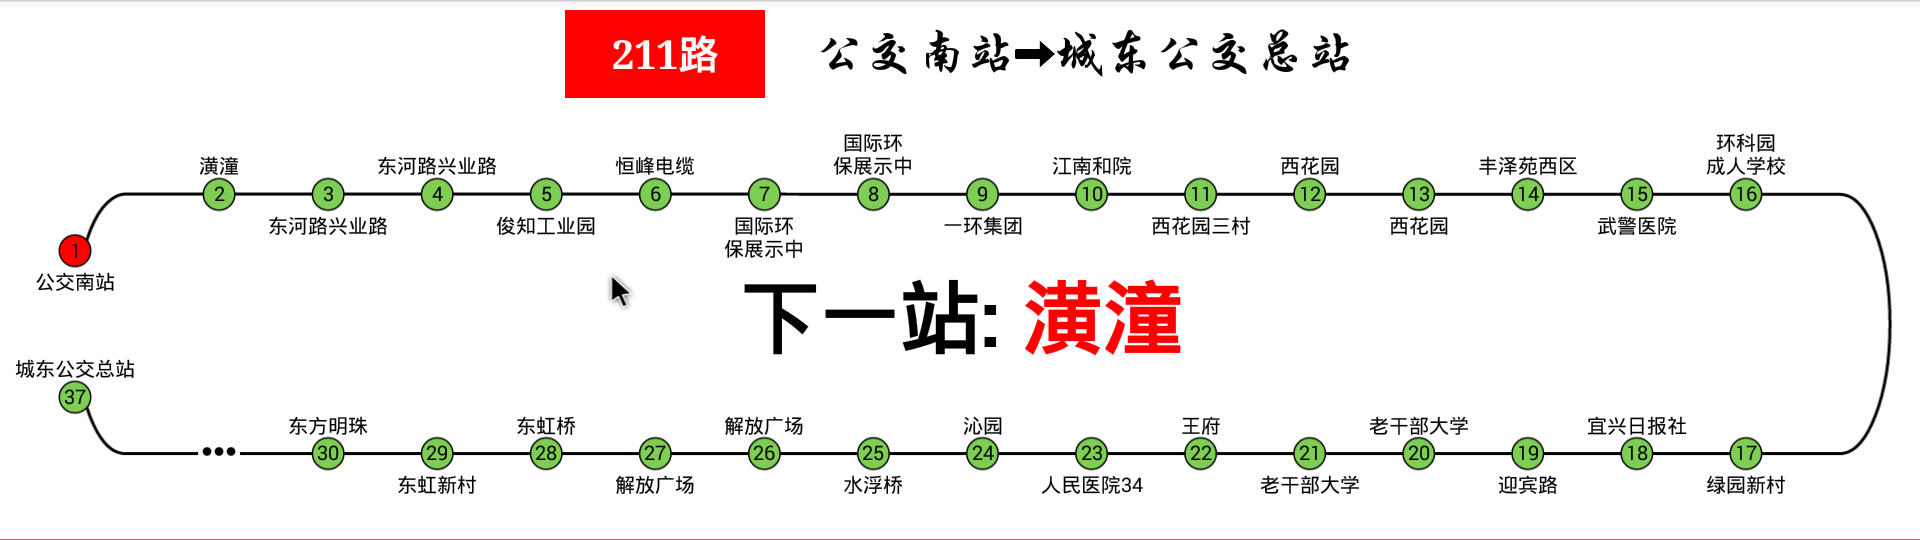 211路
公交南站➡城东公交总站
1
公交南站
2
潢潼
3
东河路兴业路
4
东河路兴业路
5
俊知工业园
6
恒峰电缆
7
国际环
保展示中
8
国际环
保展示中
9
一环集团
10
江南和院
11
西花园三村
12
西花园
13
西花园
14
丰泽苑西区
15
武警医院
16
环科园
成人学校
下一站: 潢潼
17
绿园新村
18
宜兴日报社
19
迎宾路
20
老干部大学
21
老干部大学
22
王府
23
人民医院34
24
沁园
25
水浮桥
26
解放广场
27
解放广场
28
东虹桥
29
东虹新村
30
东方明珠
•••
37
城东公交总站